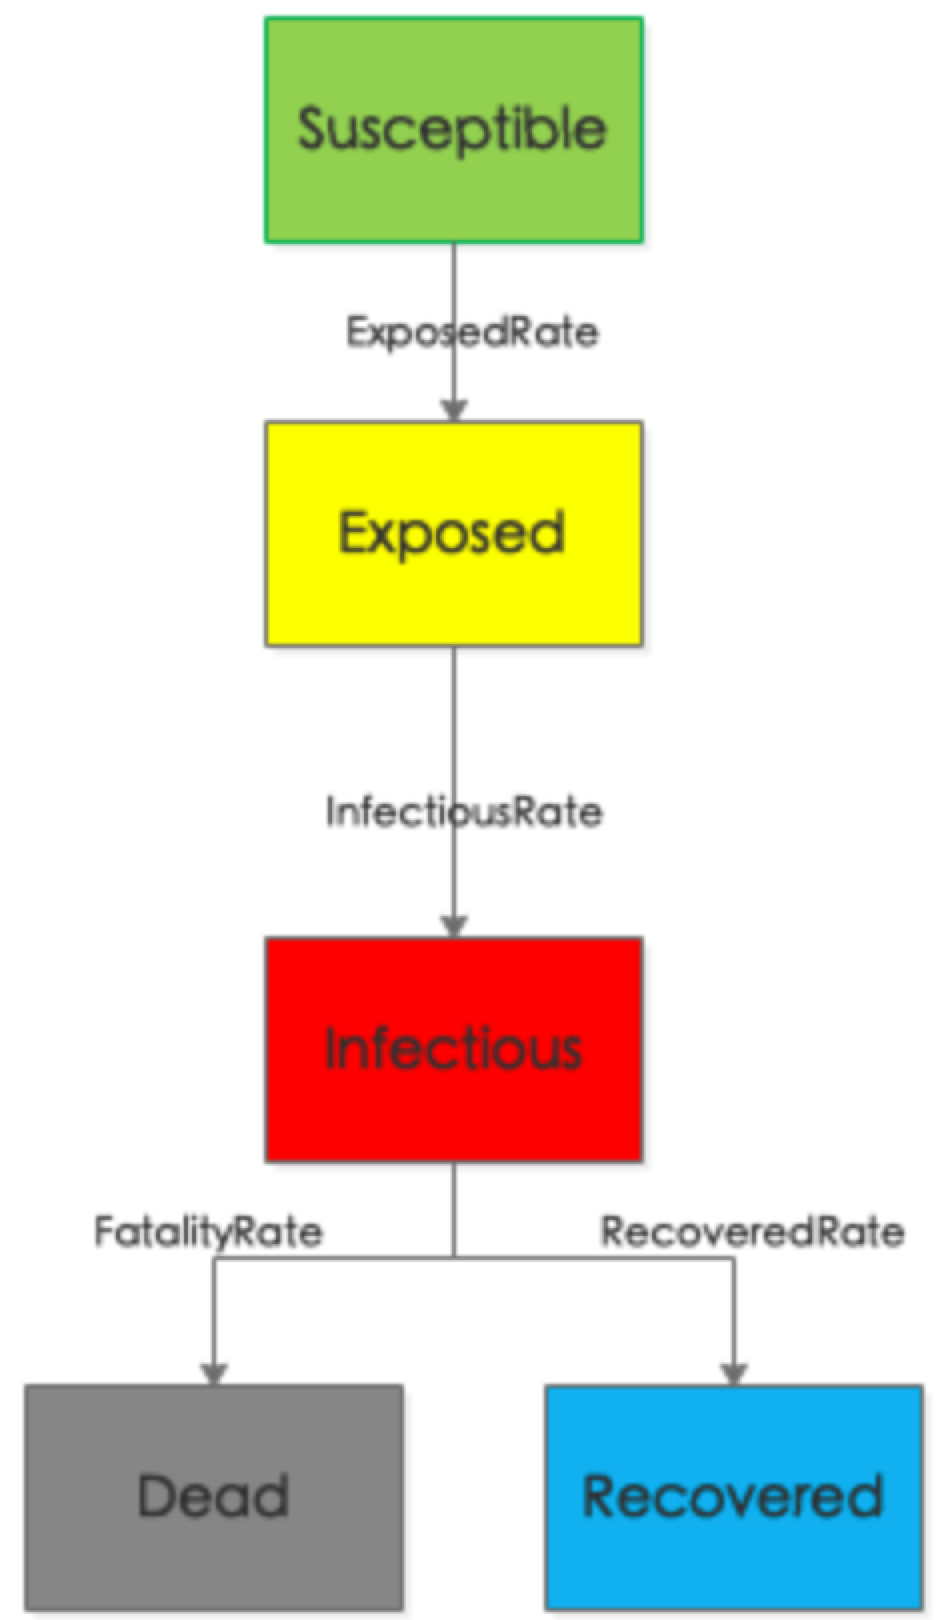 Susceptible
ExposedRate
Exposed
InfectiousRate
Infectious
FatalityRate
RecoveredRate
Dead
Recovered